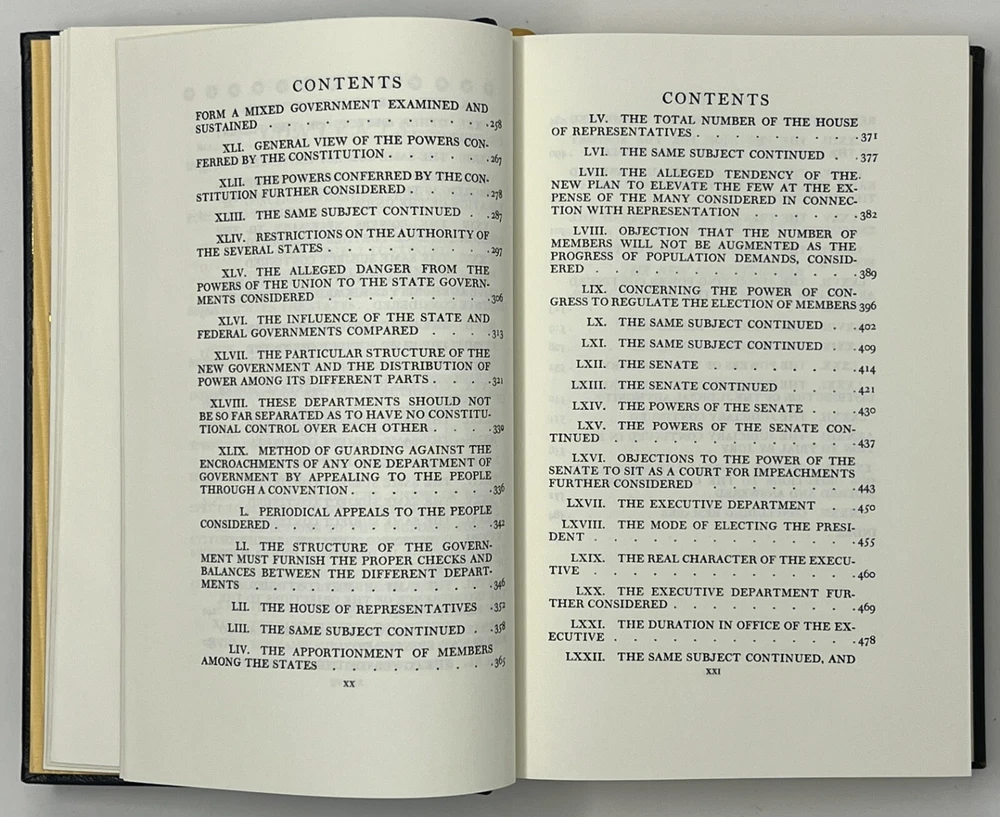 CONTENTS
FORM A MIXED GOVERNMENT EXAMINED AND
SUSTAINED . . . . . . . . . . . . 258
XLI. GENERAL VIEW OF THE POWERS CON-
FERRED BY THE CONSTITUTION . . . . . . 267
XLII. THE POWERS CONFERRED BY THE CON-
STITUTION FURTHER CONSIDERED . . . . . 278
XLIII. THE SAME SUBJECT CONTINUED . . 287
XLIV. RESTRICTIONS ON THE AUTHORITY OF
THE SEVERAL STATES . . . . . . . . . 297
XLV. THE ALLEGED DANGER FROM THE
POWERS OF THE UNION TO THE STATE GOVERN-
MENTS CONSIDERED . . . . . . . . . 306
XLVI. THE INFLUENCE OF THE STATE AND
FEDERAL GOVERNMENTS COMPARED . . . . 313
XLVII. THE PARTICULAR STRUCTURE OF THE
NEW GOVERNMENT AND THE DISTRIBUTION OF
POWER AMONG ITS DIFFERENT PARTS . . . . 321
XLVIII. THESE DEPARTMENTS SHOULD NOT
BE SO FAR SEPARATED AS TO HAVE NO CONSTITU-
TIONAL CONTROL OVER EACH OTHER . . . . 330
XLIX. METHOD OF GUARDING AGAINST THE
ENCROACHMENTS OF ANY ONE DEPARTMENT OF
GOVERNMENT BY APPEALING TO THE PEOPLE
THROUGH A CONVENTION . . . . . . . . 336
L. PERIODICAL APPEALS TO THE PEOPLE
CONSIDERED . . . . . . . . . . . . 342
LI. THE STRUCTURE OF THE GOVERN-
MENT MUST FURNISH THE PROPER CHECKS AND
BALANCES BETWEEN THE DIFFERENT DEPART-
MENTS . . . . . . . . . . . . . 346
LII. THE HOUSE OF REPRESENTATIVES . 352
LIII. THE SAME SUBJECT CONTINUED . . 358
LIV. THE APPORTIONMENT OF MEMBERS
AMONG THE STATES . . . . . . . . . 365
XX
CONTENTS
LV. THE TOTAL NUMBER OF THE HOUSE
OF REPRESENTATIVES . . . . . . . . . 371
LVI. THE SAME SUBJECT CONTINUED . . 377
LVII. THE ALLEGED TENDENCY OF THE
NEW PLAN TO ELEVATE THE FEW AT THE EX-
PENSE OF THE MANY CONSIDERED IN CONNEC-
TION WITH REPRESENTATION . . . . . . 382
LVIII. OBJECTION THAT THE NUMBER OF
MEMBERS WILL NOT BE AUGMENTED AS THE
PROGRESS OF POPULATION DEMANDS, CONSID-
ERED . . . . . . . . . . . . . . 389
LIX. CONCERNING THE POWER OF CON-
GRESS TO REGULATE THE ELECTION OF MEMBERS 396
LX. THE SAME SUBJECT CONTINUED . . 402
LXI. THE SAME SUBJECT CONTINUED . . 409
LXII. THE SENATE . . . . . . . 414
LXIII. THE SENATE CONTINUED . . . . 421
LXIV. THE POWERS OF THE SENATE . . . 430
LXV. THE POWERS OF THE SENATE CON-
TINUED . . . . . . . . . . . . . 437
LXVI. OBJECTIONS TO THE POWER OF THE
SENATE TO SIT AS A COURT FOR IMPEACHMENTS
FURTHER CONSIDERED . . . . . . . . . 443
LXVII. THE EXECUTIVE DEPARTMENT . . 450
LXVIII. THE MODE OF ELECTING THE PRESI-
DENT . . . . . . . . . . . . . . 455
LXIX. THE REAL CHARACTER OF THE EXECU-
TIVE . . . . . . . . . . . . . . 460
LXX. THE EXECUTIVE DEPARTMENT FUR-
THER CONSIDERED . . . . . . . . . . 469
LXXI. THE DURATION IN OFFICE OF THE EX-
ECUTIVE . . . . . . . . . . . . . 478
LXXII. THE SAME SUBJECT CONTINUED, AND
XXI